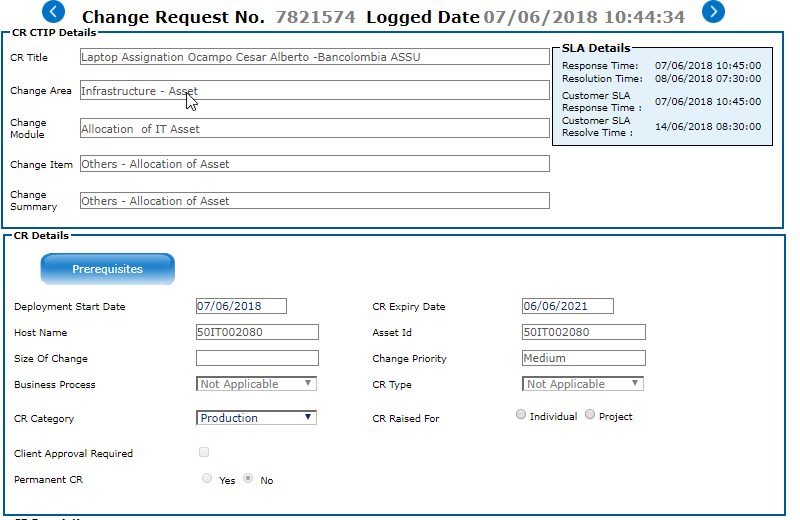 Change Request No. 7821574 Logged Date 07/06/2018 10:44:34
CR CTIP Details
CR Title Laptop Assignation Ocampo Cesar Alberto -Bancolombia ASSU
Change Area Infrastructure - Asset
Change Module Allocation of IT Asset
Change Item Others - Allocation of Asset
Change Summary Others - Allocation of Asset
SLA Details
Response Time: 07/06/2018 10:45:00
Resolution Time: 08/06/2018 07:30:00
Customer SLA Response Time : 07/06/2018 10:45:00
Customer SLA Resolve Time : 14/06/2018 08:30:00
CR Details
Prerequisites
Deployment Start Date 07/06/2018 CR Expiry Date 06/06/2021
Host Name 50IT002080 Asset Id 50IT002080
Size Of Change Change Priority Medium
Business Process Not Applicable CR Type Not Applicable
CR Category Production CR Raised For Individual Project
Client Approval Required
Permanent CR Yes No